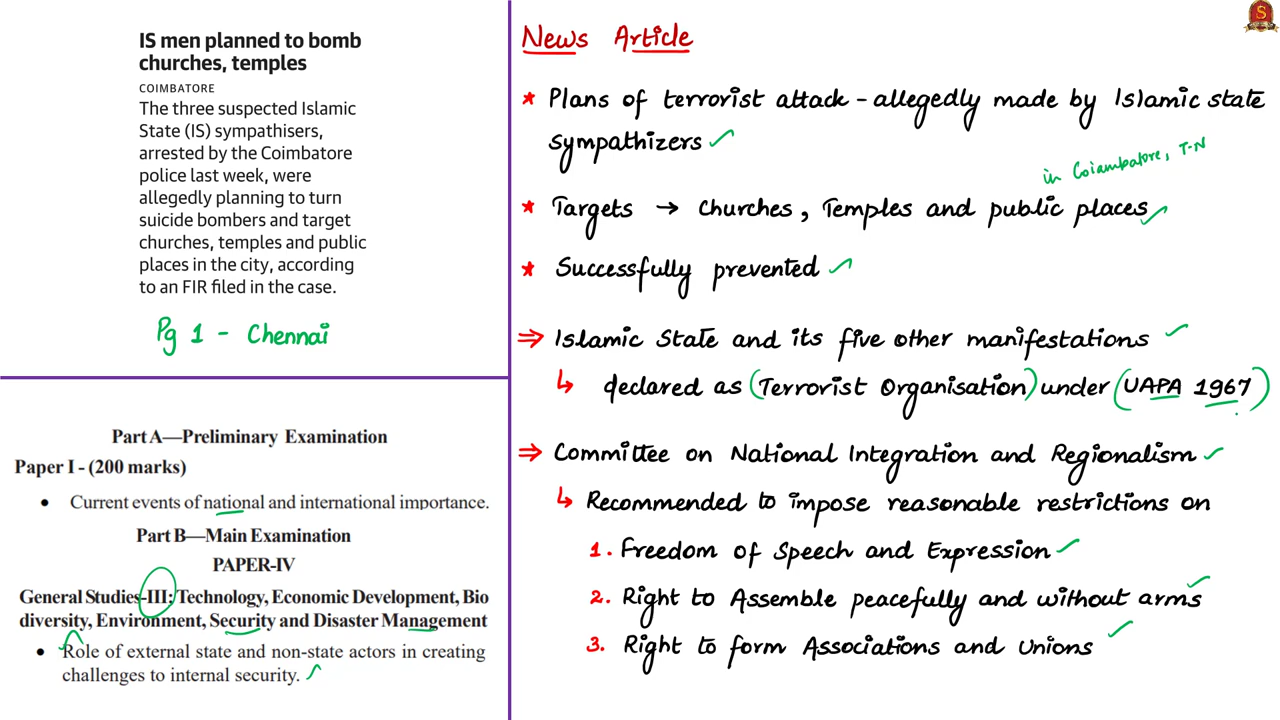 IS men planned to bomb
churches, temples
COIMBATORE
The three suspected Islamic
State (IS) sympathisers,
arrested by the Coimbatore
police last week, were
allegedly planning to turn
suicide bombers and target
churches, temples and public
places in the city, according
to an FIR filed in the case.
Pg 1 - Chennai
Part A—Preliminary Examination
Paper I - (200 marks)
• Current events of national and international importance.
Part B—Main Examination
PAPER-IV
General Studies-III: Technology, Economic Development, Bio
diversity, Environment, Security and Disaster Management
• Role of external state and non-state actors in creating
challenges to internal security.
News Article
* Plans of terrorist attack - allegedly made by Islamic state
sympathizers ✓
in Coiambatore, T-N
* Targets → Churches, Temples and public places ✓
* Successfully prevented ✓
⇒ Islamic State and its five other manifestations ✓
↳ declared as (Terrorist Organisation) under (UAPA 1967)
⇒ Committee on National Integration and Regionalism ✓
↳ Recommended to impose reasonable restrictions on
1. Freedom of Speech and Expression ✓
2. Right to Assemble peacefully and without arms ✓
3. Right to form Associations and Unions ✓